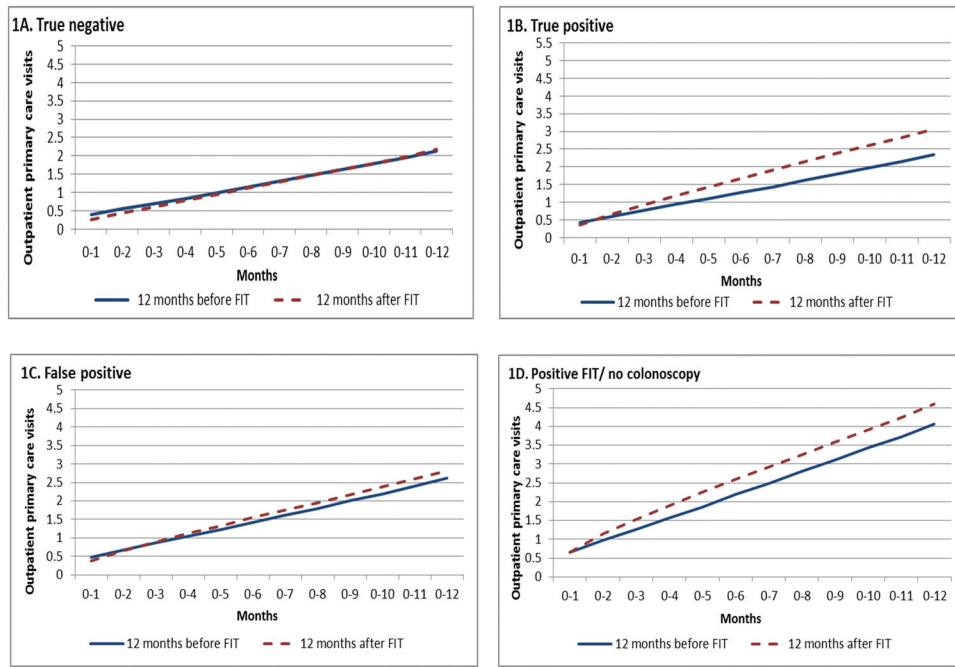 1A. True negative
Outpatient primary care visits
5
4.5
4
3.5
3
2.5
2
1.5
1
0.5
0
0-1 0-2 0-3 0-4 0-5 0-6 0-7 0-8 0-9 0-10 0-11 0-12
Months
12 months before FIT 12 months after FIT
1B. True positive
Outpatient primary care visits
5.5
5
4.5
4
3.5
3
2.5
2
1.5
1
0.5
0
0-1 0-2 0-3 0-4 0-5 0-6 0-7 0-8 0-9 0-10 0-11 0-12
Months
12 months before FIT 12 months after FIT
1C. False positive
Outpatient primary care visits
5
4.5
4
3.5
3
2.5
2
1.5
1
0.5
0
0-1 0-2 0-3 0-4 0-5 0-6 0-7 0-8 0-9 0-10 0-11 0-12
Months
12 months before FIT 12 months after FIT
1D. Positive FIT/ no colonoscopy
Outpatient primary care visits
5
4.5
4
3.5
3
2.5
2
1.5
1
0.5
0
0-1 0-2 0-3 0-4 0-5 0-6 0-7 0-8 0-9 0-10 0-11 0-12
Months
12 months before FIT 12 months after FIT